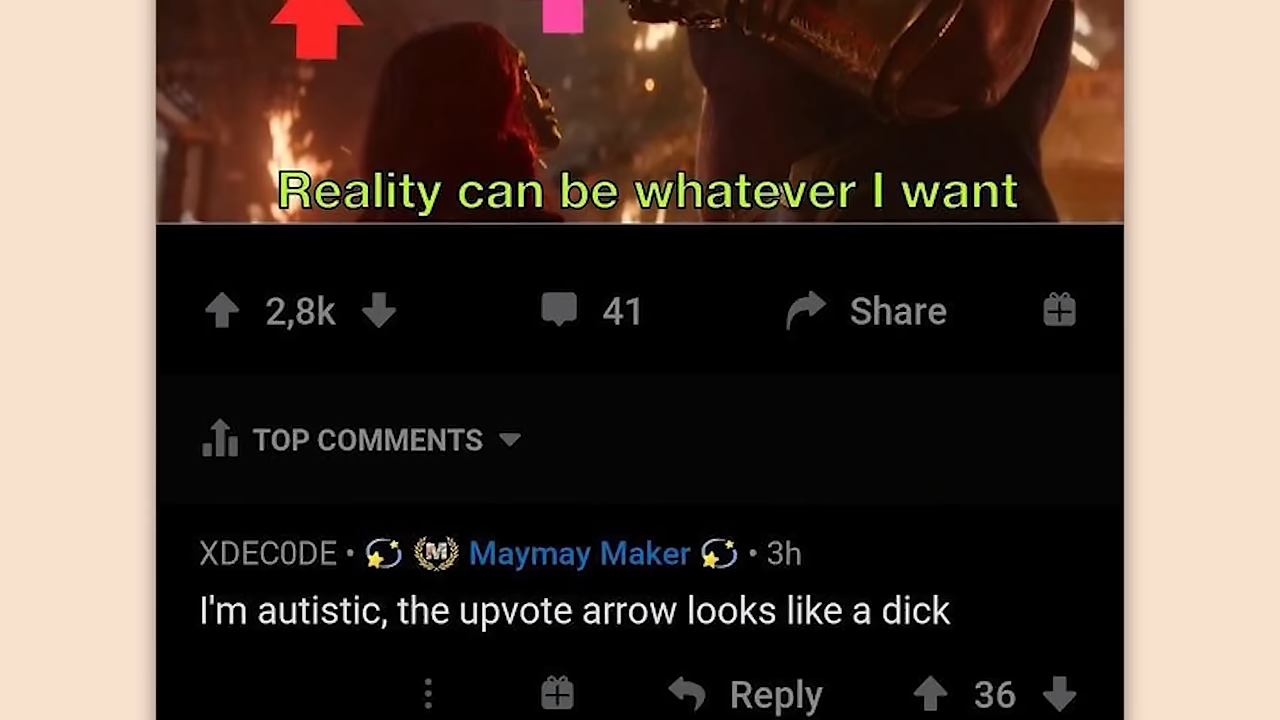 Reality can be whatever I want
2,8k 41 Share
TOP COMMENTS
XDEC0DE • M Maymay Maker • 3h
I'm autistic, the upvote arrow looks like a dick
Reply 36